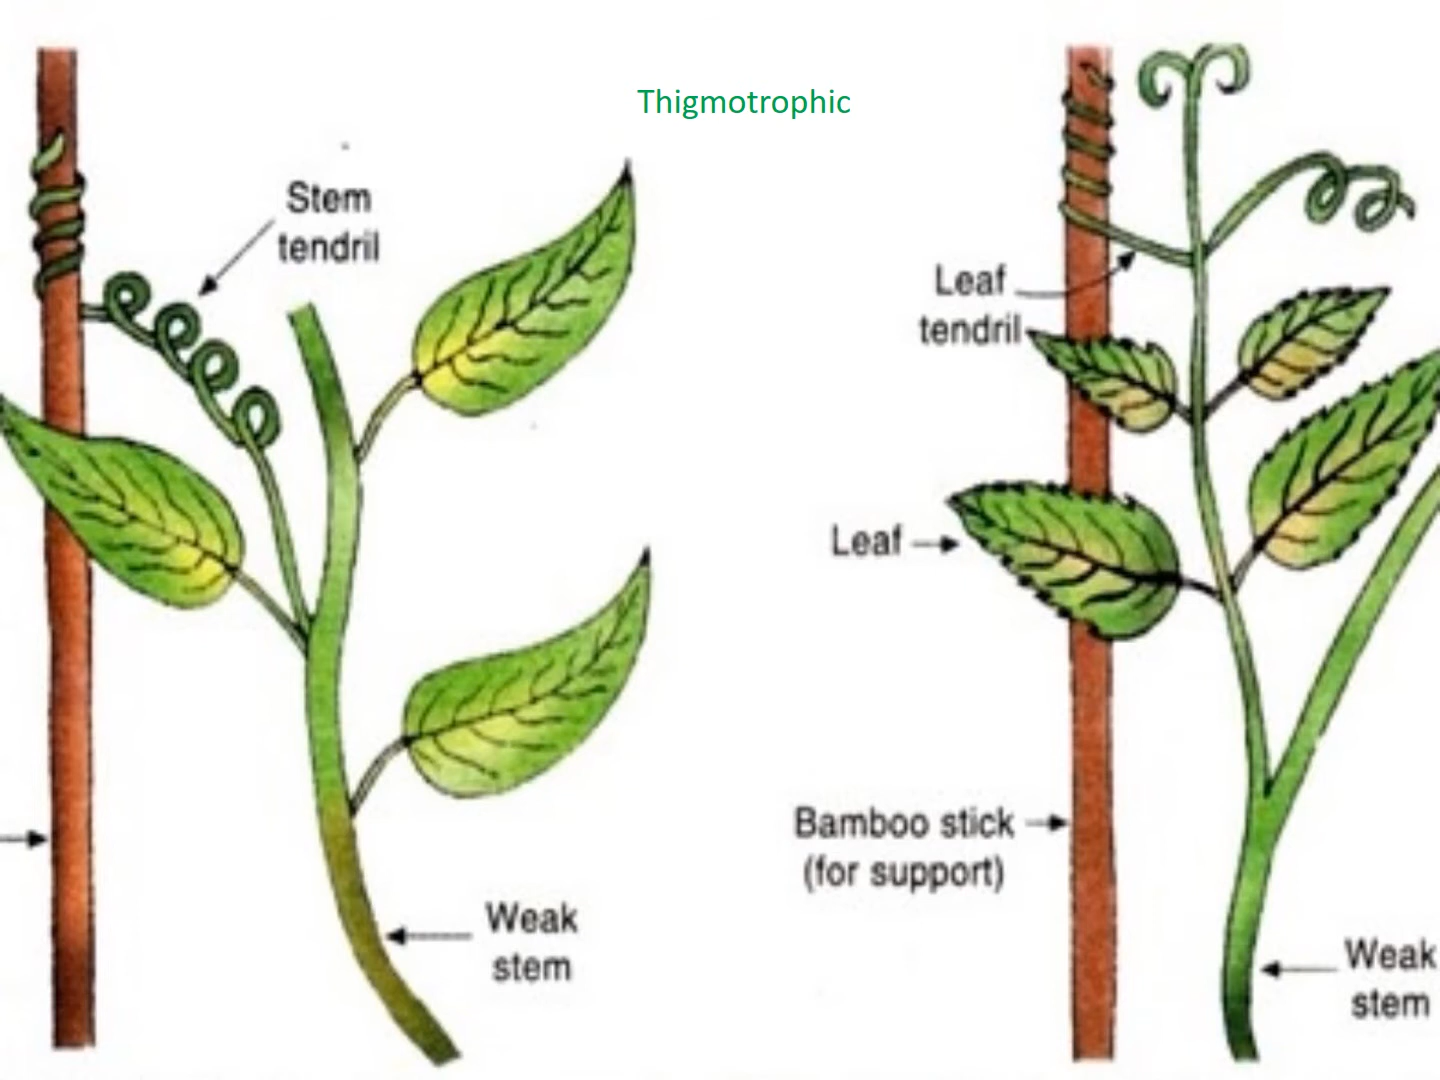 Thigmotrophic
Stem
tendril
Weak
stem
Leaf
tendril
Leaf
Bamboo stick
(for support)
Weak
stem